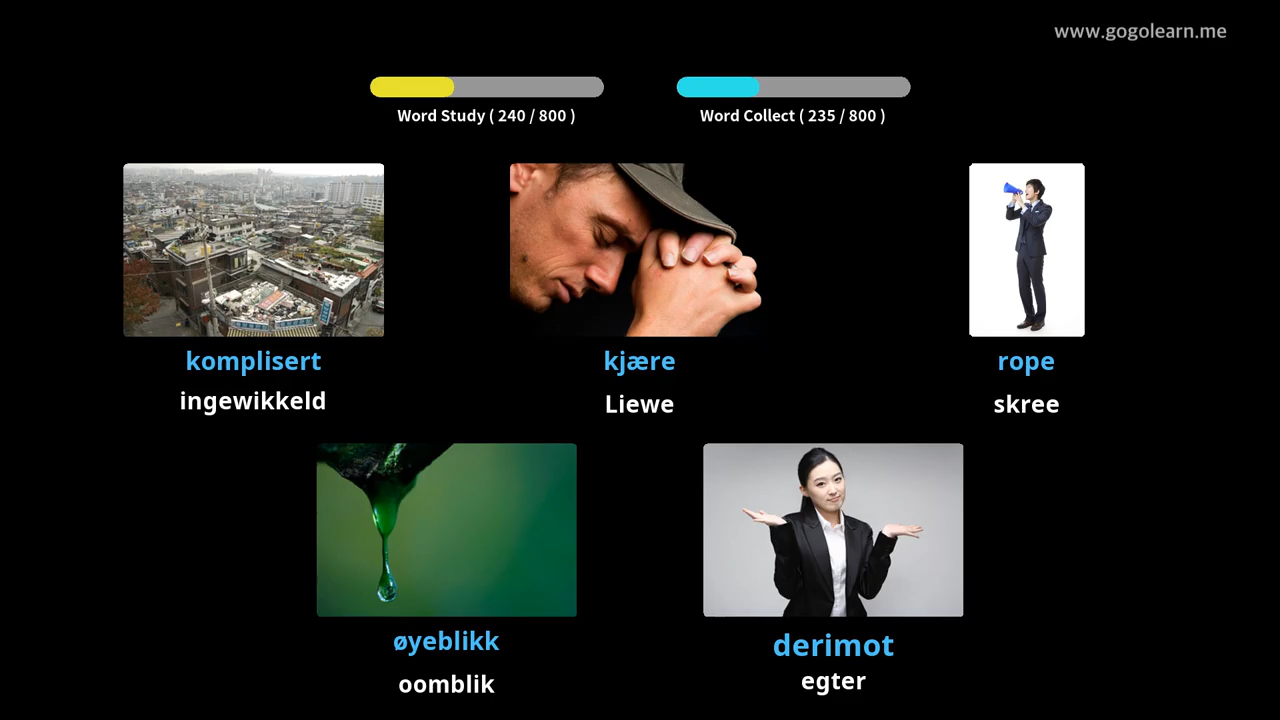 www.gogolearn.me
Word Study ( 240 / 800 )
Word Collect ( 235 / 800 )
komplisert
ingewikkeld
kjære
Liewe
rope
skree
øyeblikk
oomblik
derimot
egter